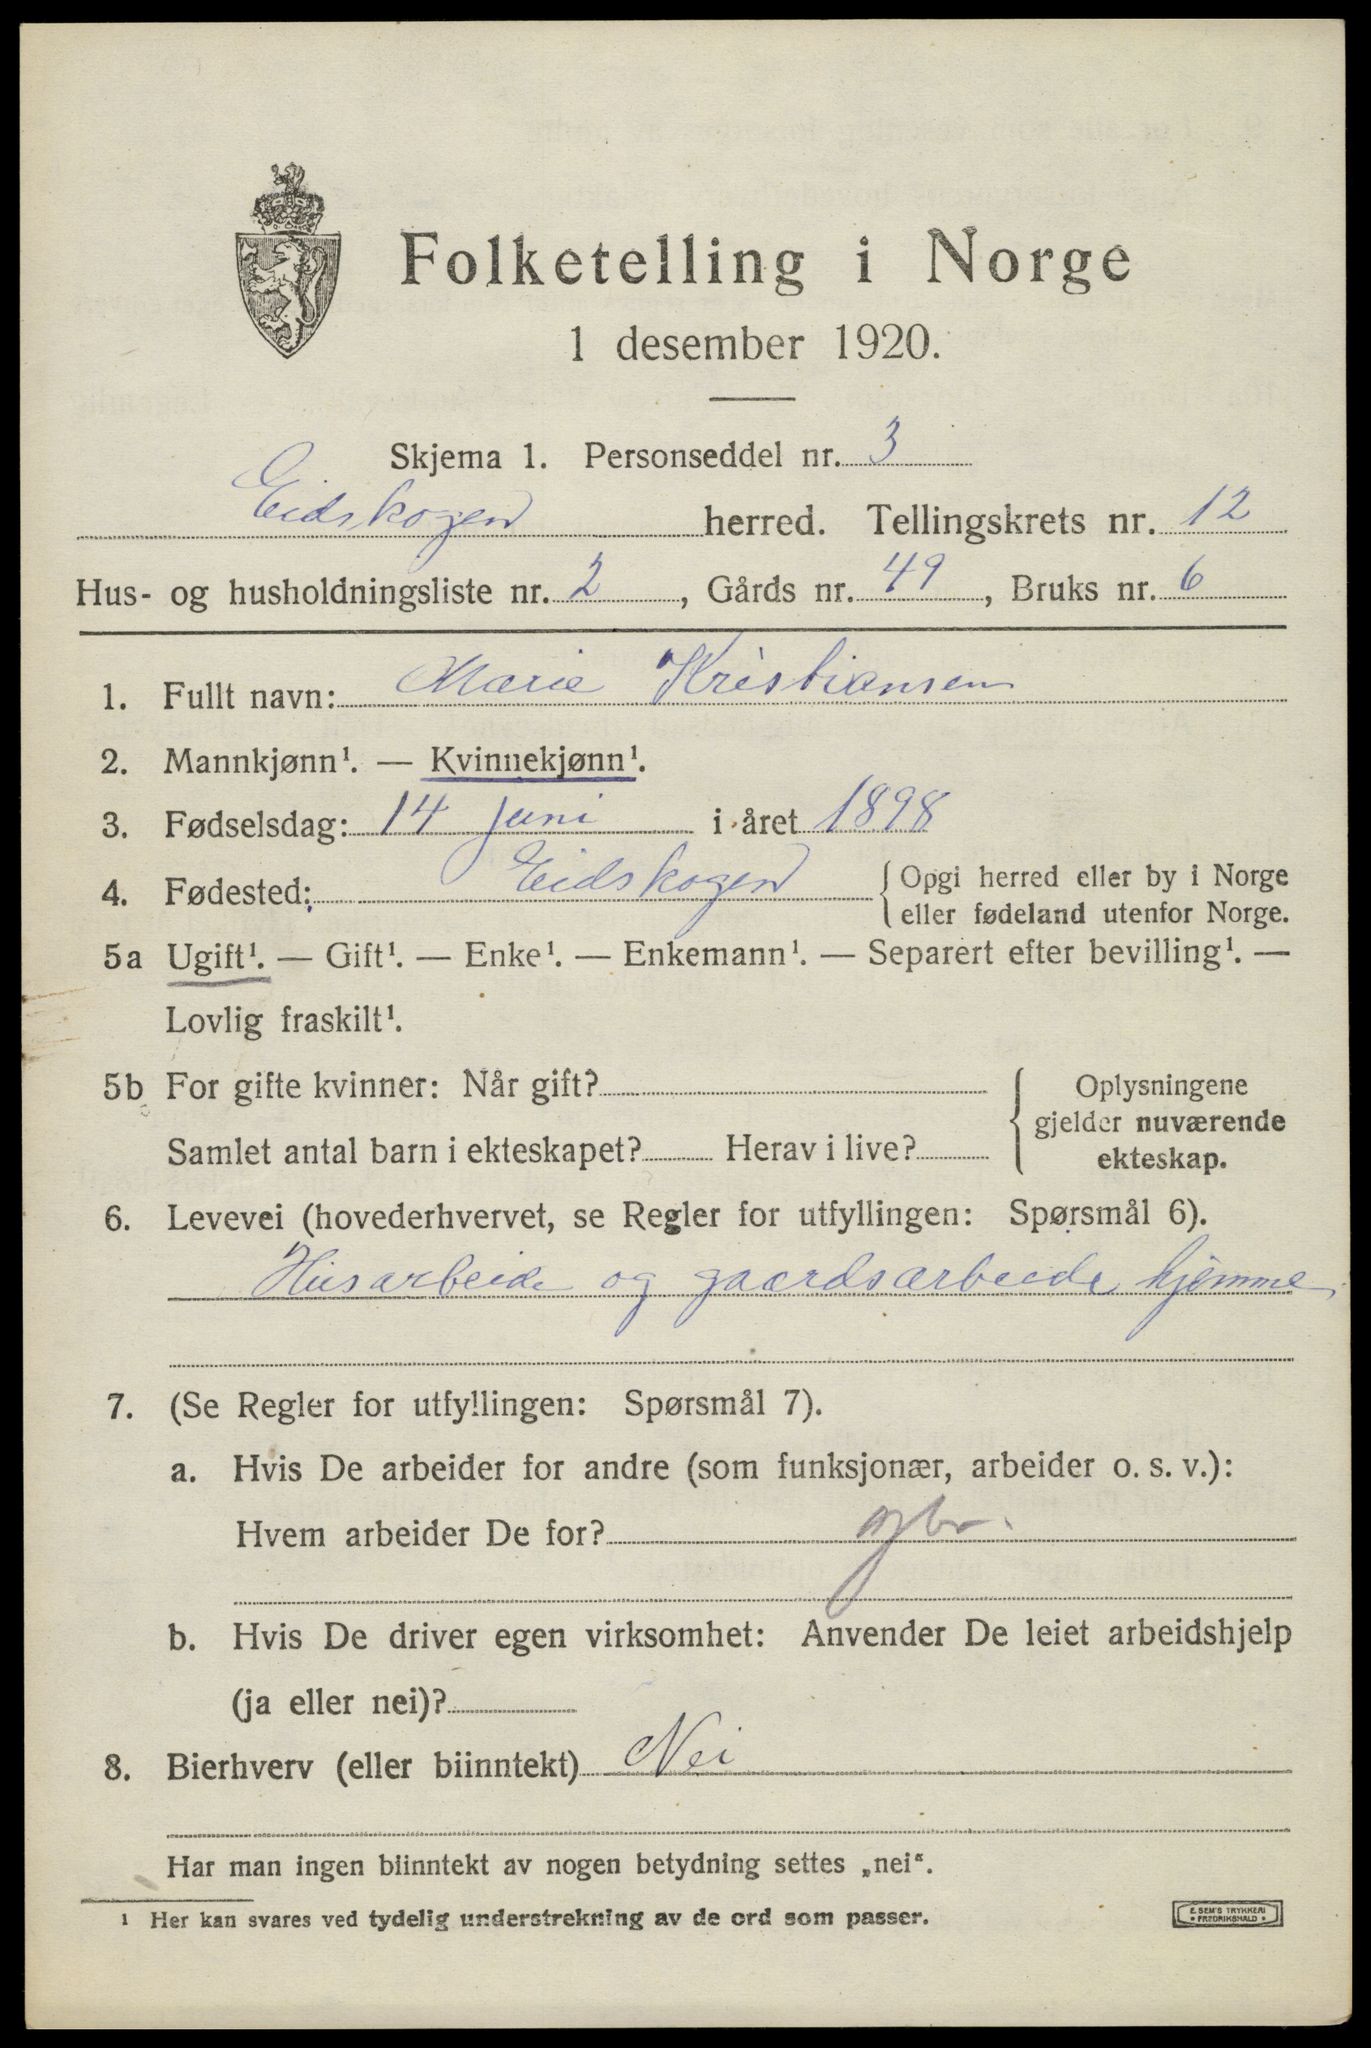 Folketelling i Norge
1 desember 1920.
Skjema 1. Personseddel nr. 3
Eidskogen herred. Tellingskrets nr. 12
Hus- og husholdningsliste nr. 2, Gårds nr. 49, Bruks nr. 6
1. Fullt navn: Marie Kristiansen
2. Mannkjønn¹. — Kvinnekjønn¹.
3. Fødselsdag: 14 juni i året 1898
4. Fødested: Eidskogen { Opgi herred eller by i Norge
eller fødeland utenfor Norge.
5a Ugift¹. — Gift¹. — Enke¹. — Enkemann¹. — Separert efter bevilling¹. —
Lovlig fraskilt¹.
5b For gifte kvinner: Når gift? { Oplysningene
gjelder nuværende
ekteskap.
Samlet antal barn i ekteskapet? Herav i live?
6. Levevei (hovederhvervet, se Regler for utfyllingen: Spørsmål 6).
Husarbeide og gaardsarbeide hjemme
7. (Se Regler for utfyllingen: Spørsmål 7).
a. Hvis De arbeider for andre (som funksjonær, arbeider o. s. v.):
Hvem arbeider De for? gbr.
b. Hvis De driver egen virksomhet: Anvender De leiet arbeidshjelp
(ja eller nei)?
8. Bierhverv (eller biinntekt) Nei
Har man ingen biinntekt av nogen betydning settes „nei“.
¹ Her kan svares ved tydelig understrekning av de ord som passer.
E. SEM'S TRYKKERI
• FREDRIKSHALD •